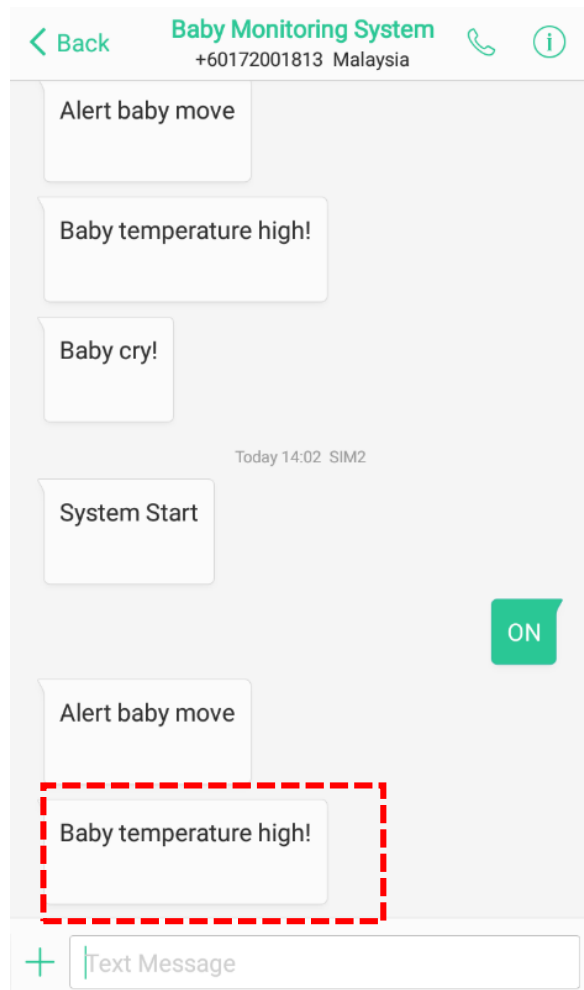 Back
Baby Monitoring System
+60172001813 Malaysia
Alert baby move
Baby temperature high!
Baby cry!
Today 14:02 SIM2
System Start
ON
Alert baby move
Baby temperature high!
Text Message